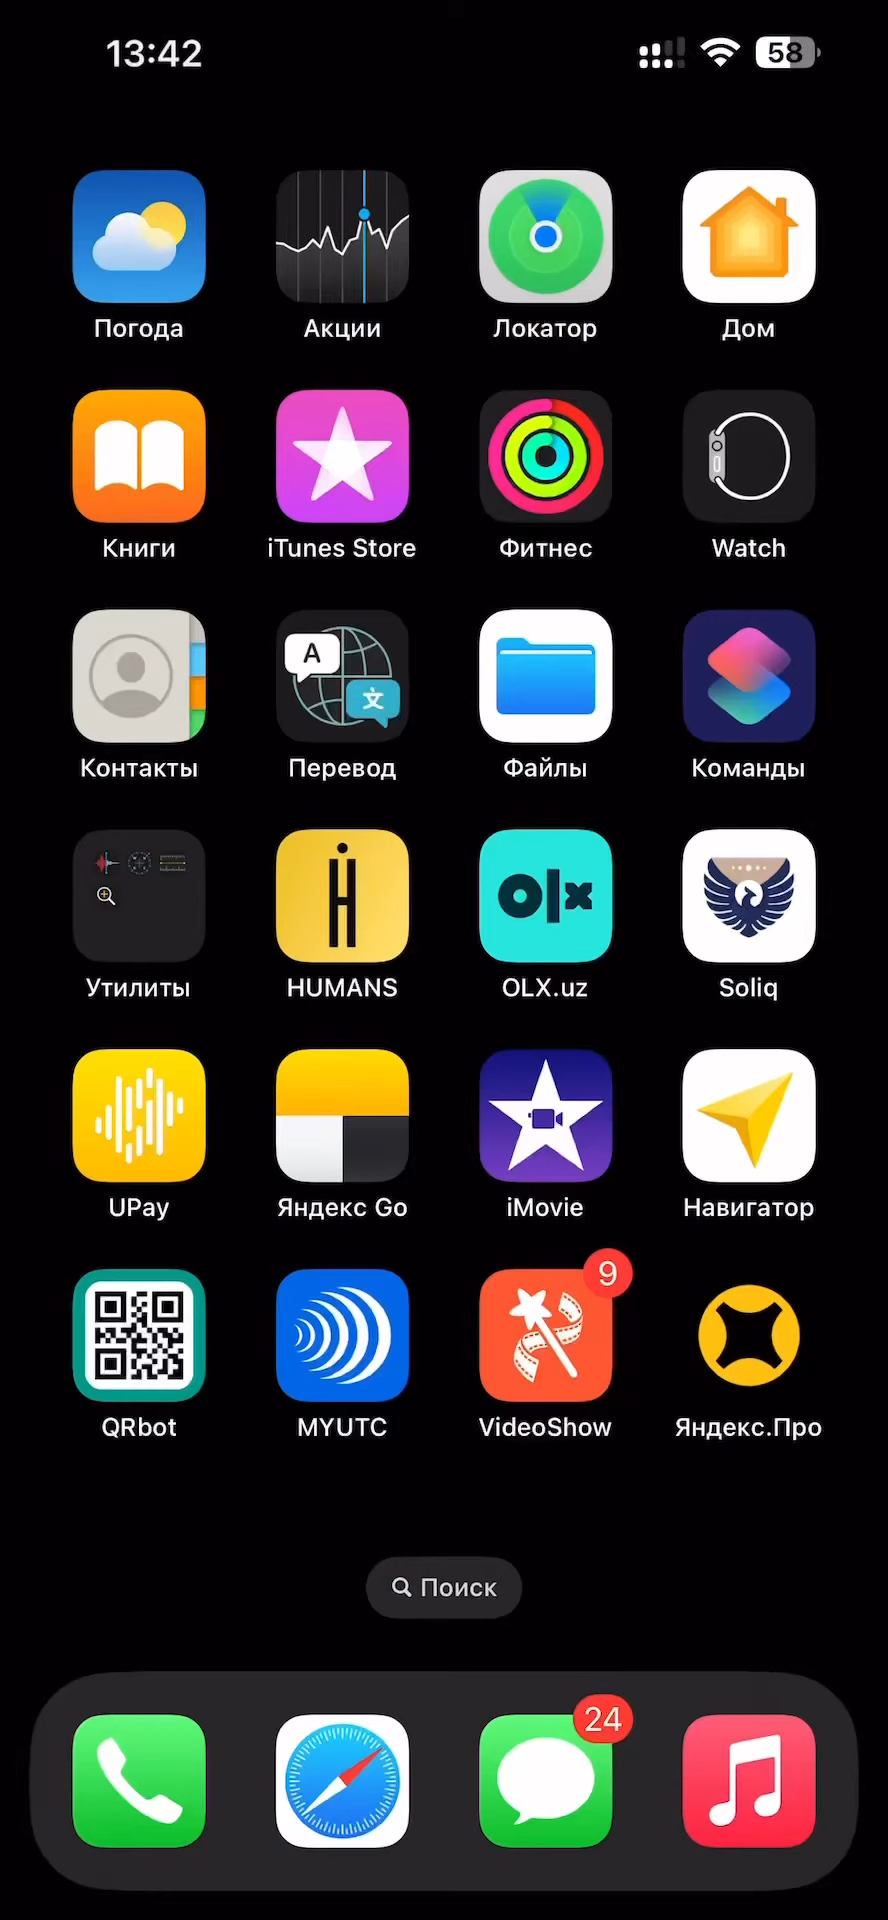 13:42
58
Погода
Акции
Локатор
Дом
Книги
iTunes Store
Фитнес
Watch
A
文
Контакты
Перевод
Файлы
Команды
H
olx
Утилиты
HUMANS
OLX.uz
Soliq
UPay
Яндекс Go
iMovie
Навигатор
9
QRbot
MYUTC
VideoShow
Яндекс.Про
Поиск
24